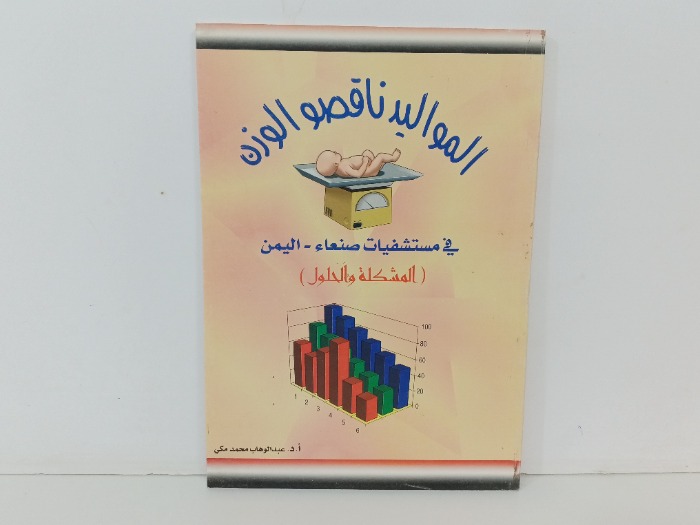 المواليد ناقصو الوزن
في مستشفيات صنعاء - اليمن
(المشكلة والحلول)
100
80
60
40
20
0
1 2 3 4 5 6
أ.د. عبدالوهاب محمد مكي